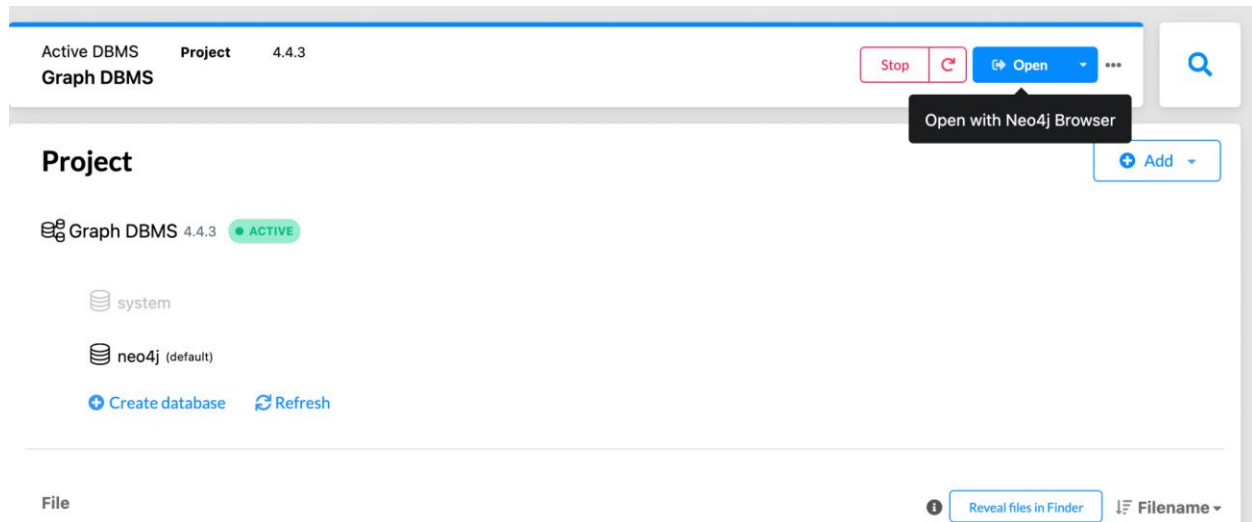 Active DBMS Project 4.4.3
Graph DBMS
Stop Open
Open with Neo4j Browser
Project
Add
Graph DBMS 4.4.3 ACTIVE
system
neo4j (default)
Create database Refresh
File Reveal files in Finder Filename